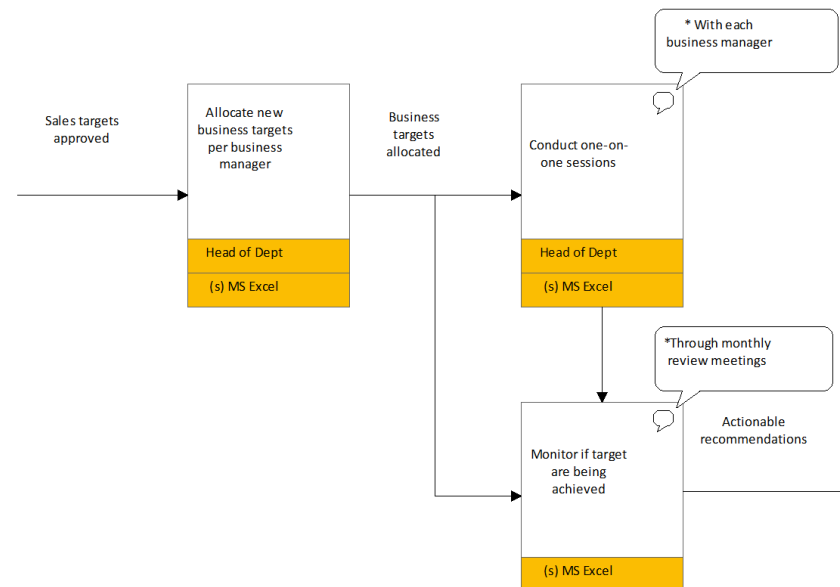 * With each
business manager
Sales targets
approved
Allocate new
business targets
per business
manager
Business
targets
allocated
Conduct one-on-
one sessions
Head of Dept
(s) MS Excel
Head of Dept
(s) MS Excel
*Through monthly
review meetings
Monitor if target
are being
achieved
Actionable
recommendations
(s) MS Excel